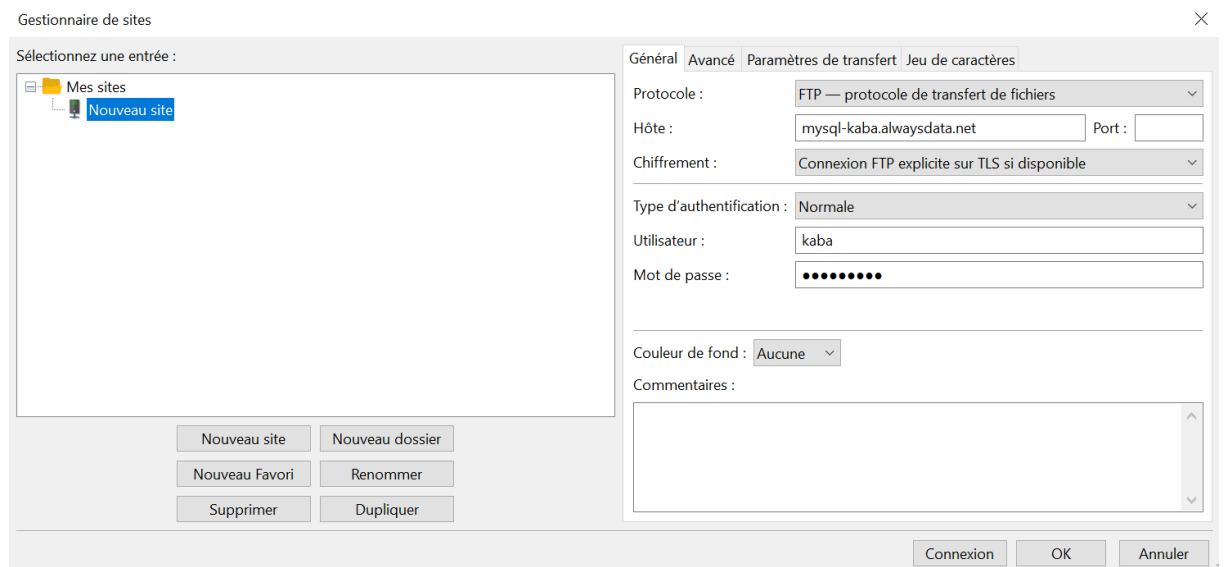 Gestionnaire de sites
Sélectionnez une entrée :
Mes sites
Nouveau site
Nouveau site
Nouveau dossier
Nouveau Favori
Renommer
Supprimer
Dupliquer
Général
Avancé
Paramètres de transfert
Jeu de caractères
Protocole :
FTP — protocole de transfert de fichiers
Hôte :
mysql-kaba.alwaysdata.net
Port :
Chiffrement :
Connexion FTP explicite sur TLS si disponible
Type d'authentification :
Normale
Utilisateur :
kaba
Mot de passe :
●●●●●●●●●
Couleur de fond :
Aucune
Commentaires :
Connexion
OK
Annuler